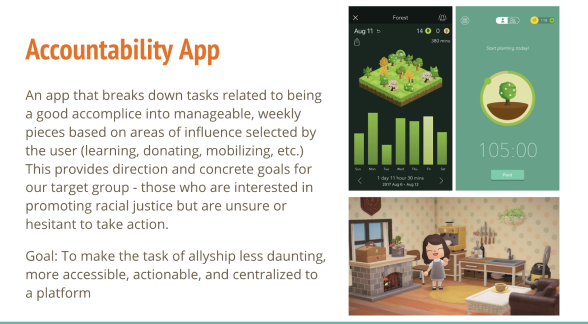 Accountability App
An app that breaks down tasks related to being
a good accomplice into manageable, weekly
pieces based on areas of influence selected by
the user (learning, donating, mobilizing, etc.)
This provides direction and concrete goals for
our target group - those who are interested in
promoting racial justice but are unsure or
hesitant to take action.
Goal: To make the task of allyship less daunting,
more accessible, actionable, and centralized to
a platform
Forest
Aug 11
14
0
380 mins
Sun Mon Tue Wed Thu Fri Sat
1 day 11 hour 30 mins
2017 Aug 6 - Aug 12
Start planting today!
105:00
Plant